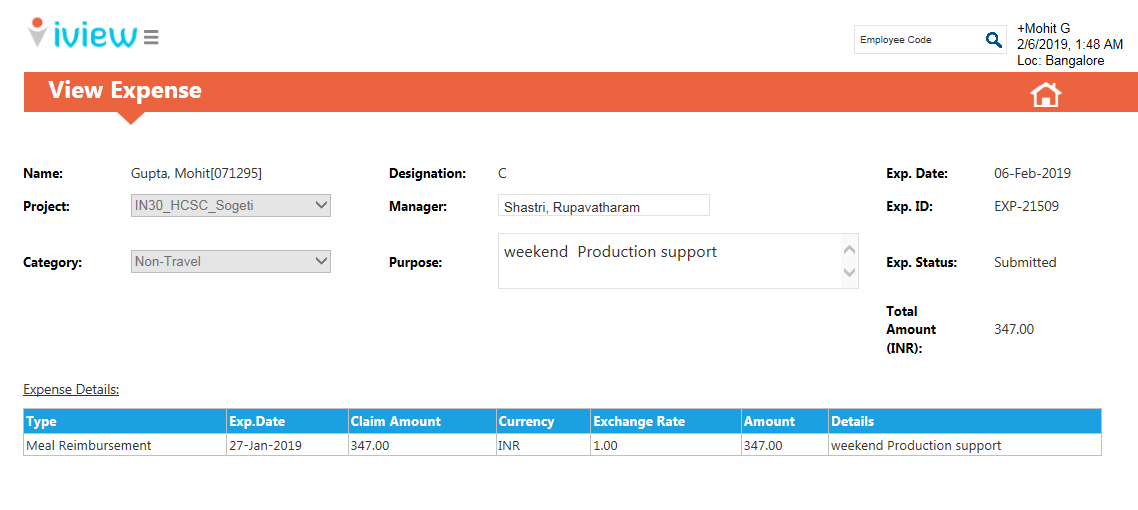 iview
Employee Code
+Mohit G
2/6/2019, 1:48 AM
Loc: Bangalore
View Expense
Name: Gupta, Mohit[071295] Designation: C Exp. Date: 06-Feb-2019
Project: IN30_HCSC_Sogeti Manager: Shastri, Rupavatharam Exp. ID: EXP-21509
Category: Non-Travel Purpose: weekend  Production support Exp. Status: Submitted
Total
Amount
(INR): 347.00
Expense Details:
Type Exp.Date Claim Amount Currency Exchange Rate Amount Details
Meal Reimbursement 27-Jan-2019 347.00 INR 1.00 347.00 weekend Production support